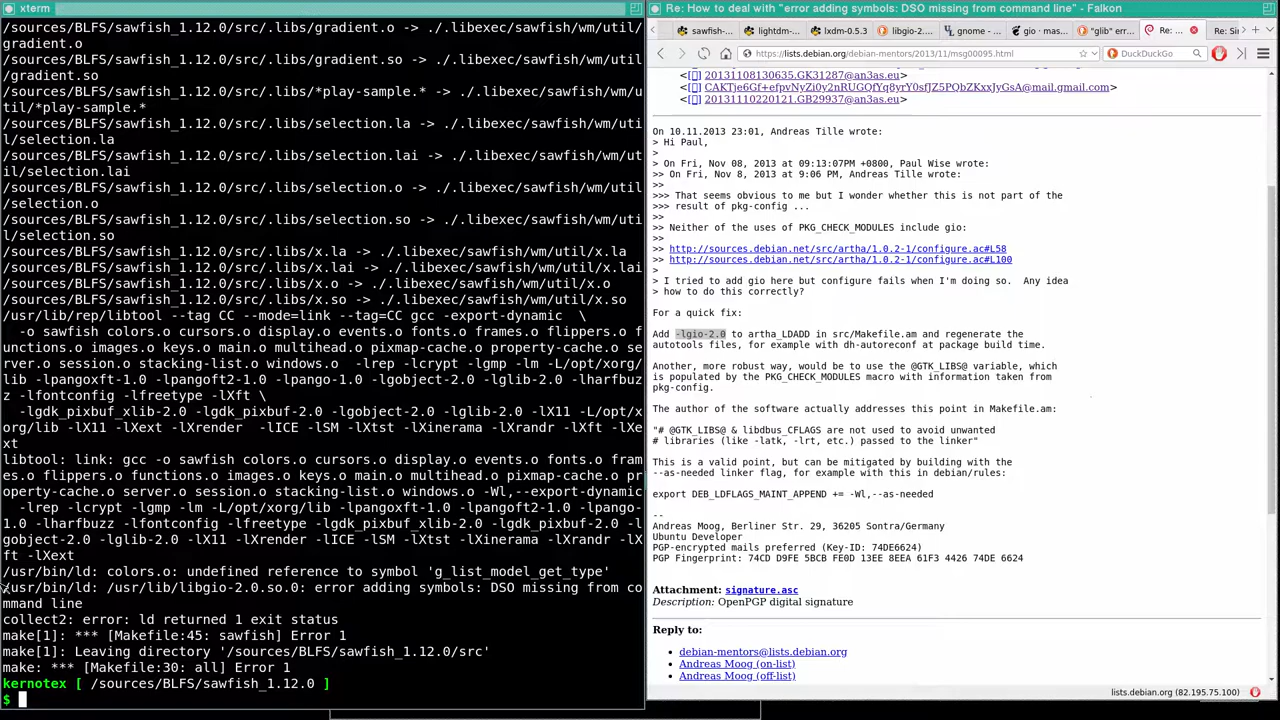 xterm
/sources/BLFS/sawfish_1.12.0/src/.libs/gradient.o -> ./.libexec/sawfish/wm/util/
gradient.o
/sources/BLFS/sawfish_1.12.0/src/.libs/gradient.so -> ./.libexec/sawfish/wm/util
/gradient.so
/sources/BLFS/sawfish_1.12.0/src/.libs/*play-sample.* -> ./.libexec/sawfish/wm/u
til/*play-sample.*
/sources/BLFS/sawfish_1.12.0/src/.libs/selection.la -> ./.libexec/sawfish/wm/uti
l/selection.la
/sources/BLFS/sawfish_1.12.0/src/.libs/selection.lai -> ./.libexec/sawfish/wm/ut
il/selection.lai
/sources/BLFS/sawfish_1.12.0/src/.libs/selection.o -> ./.libexec/sawfish/wm/util
/selection.o
/sources/BLFS/sawfish_1.12.0/src/.libs/selection.so -> ./.libexec/sawfish/wm/uti
l/selection.so
/sources/BLFS/sawfish_1.12.0/src/.libs/x.la -> ./.libexec/sawfish/wm/util/x.la
/sources/BLFS/sawfish_1.12.0/src/.libs/x.lai -> ./.libexec/sawfish/wm/util/x.lai
/sources/BLFS/sawfish_1.12.0/src/.libs/x.o -> ./.libexec/sawfish/wm/util/x.o
/sources/BLFS/sawfish_1.12.0/src/.libs/x.so -> ./.libexec/sawfish/wm/util/x.so
/usr/lib/rep/libtool --tag CC --mode=link --tag=CC gcc -export-dynamic  \
  -o sawfish colors.o cursors.o display.o events.o fonts.o frames.o flippers.o f
unctions.o images.o keys.o main.o multihead.o pixmap-cache.o property-cache.o se
rver.o session.o stacking-list.o windows.o  -lrep -lcrypt -lgmp -lm -L/opt/xorg/
lib -lpangoxft-1.0 -lpangoft2-1.0 -lpango-1.0 -lgobject-2.0 -lglib-2.0 -lharfbuz
z -lfontconfig -lfreetype -lXft \
  -lgdk_pixbuf_xlib-2.0 -lgdk_pixbuf-2.0 -lgobject-2.0 -lglib-2.0 -lX11 -L/opt/x
org/lib -lX11 -lXrender  -lICE -lSM -lXtst -lXinerama -lXrandr -lXft -lXe
xt
libtool: link: gcc -o sawfish colors.o cursors.o display.o events.o fonts.o fram
es.o flippers.o functions.o images.o keys.o main.o multihead.o pixmap-cache.o pr
operty-cache.o server.o session.o stacking-list.o windows.o -Wl,--export-dynamic
  -lrep -lcrypt -lgmp -lm -L/opt/xorg/lib -lpangoxft-1.0 -lpangoft2-1.0 -lpango-
1.0 -lharfbuzz -lfontconfig -lfreetype -lgdk_pixbuf_xlib-2.0 -lgdk_pixbuf-2.0 -l
gobject-2.0 -lglib-2.0 -lX11 -lXrender -lICE -lSM -lXtst -lXinerama -lXrandr -lX
ft -lXext
/usr/bin/ld: colors.o: undefined reference to symbol 'g_list_model_get_type'
/usr/bin/ld: /usr/lib/libgio-2.0.so.0: error adding symbols: DSO missing from co
mmand line
collect2: error: ld returned 1 exit status
make[1]: *** [Makefile:45: sawfish] Error 1
make[1]: Leaving directory '/sources/BLFS/sawfish_1.12.0/src'
make: *** [Makefile:30: all] Error 1
kernotex [ /sources/BLFS/sawfish_1.12.0 ]
$
Re: How to deal with "error adding symbols: DSO missing from command line" - Falkon
sawfish-... lightdm-... lxdm-0.5.3 libgio-2.... gnome - ... gio · mas... "glib" err... Re: ...
https://lists.debian.org/debian-mentors/2013/11/msg00095.html DuckDuckGo
<[] 20131108130635.GK31287@an3as.eu>
<[] CAKTje6Gf+efpvNyZi0y2nRUGQfYq8yrY0sfJZ5PQbZKxxJyGsA@mail.gmail.com>
<[] 20131110220121.GB29937@an3as.eu>
On 10.11.2013 23:01, Andreas Tille wrote:
> Hi Paul,
>
> On Fri, Nov 08, 2013 at 09:13:07PM +0800, Paul Wise wrote:
>> On Fri, Nov 8, 2013 at 9:06 PM, Andreas Tille wrote:
>>
>>> That seems obvious to me but I wonder whether this is not part of the
>>> result of pkg-config ...
>>
>> Neither of the uses of PKG_CHECK_MODULES include gio:
>>
>> http://sources.debian.net/src/artha/1.0.2-1/configure.ac#L58
>> http://sources.debian.net/src/artha/1.0.2-1/configure.ac#L100
>
> I tried to add gio here but configure fails when I'm doing so.  Any idea
> how to do this correctly?
For a quick fix:
Add -lgio-2.0 to artha_LDADD in src/Makefile.am and regenerate the
autotools files, for example with dh-autoreconf at package build time.
Another, more robust way, would be to use the @GTK_LIBS@ variable, which
is populated by the PKG_CHECK_MODULES macro with information taken from
pkg-config.
The author of the software actually addresses this point in Makefile.am:
"# @GTK_LIBS@ & libdbus_CFLAGS are not used to avoid unwanted
# libraries (like -latk, -lrt, etc.) passed to the linker"
This is a valid point, but can be mitigated by building with the
--as-needed linker flag, for example with this in debian/rules:
export DEB_LDFLAGS_MAINT_APPEND += -Wl,--as-needed
--
Andreas Moog, Berliner Str. 29, 36205 Sontra/Germany
Ubuntu Developer
PGP-encrypted mails preferred (Key-ID: 74DE6624)
PGP Fingerprint: 74CD D9FE 5BCB FE0D 13EE 8EEA 61F3 4426 74DE 6624
Attachment: signature.asc
Description: OpenPGP digital signature
Reply to:
debian-mentors@lists.debian.org
Andreas Moog (on-list)
Andreas Moog (off-list)
lists.debian.org (82.195.75.100)